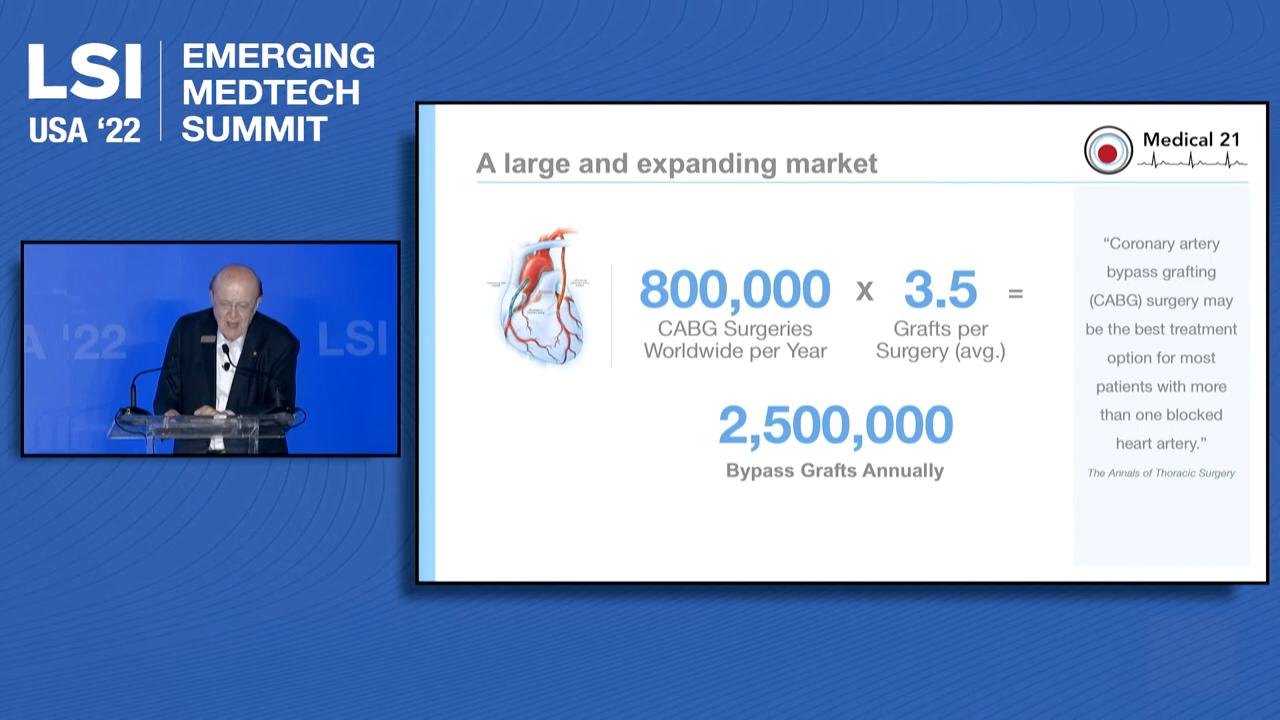 LSI
USA ‘22
EMERGING
MEDTECH
SUMMIT
A '22
LSI
A large and expanding market
Medical 21
800,000
x
3.5
=
CABG Surgeries
Worldwide per Year
Grafts per
Surgery (avg.)
2,500,000
Bypass Grafts Annually
“Coronary artery
bypass grafting
(CABG) surgery may
be the best treatment
option for most
patients with more
than one blocked
heart artery.”
The Annals of Thoracic Surgery